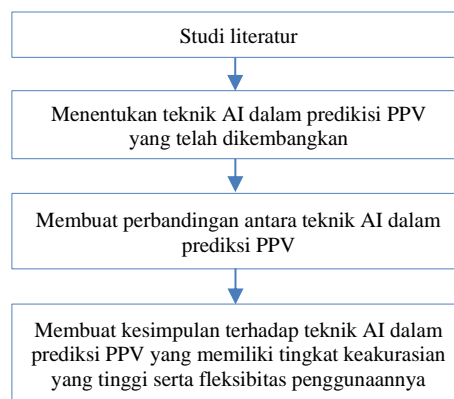 Studi literatur
Menentukan teknik AI dalam predikisi PPV
yang telah dikembangkan
Membuat perbandingan antara teknik AI dalam
prediksi PPV
Membuat kesimpulan terhadap teknik AI dalam
prediksi PPV yang memiliki tingkat keakurasian
yang tinggi serta fleksibitas penggunaannya